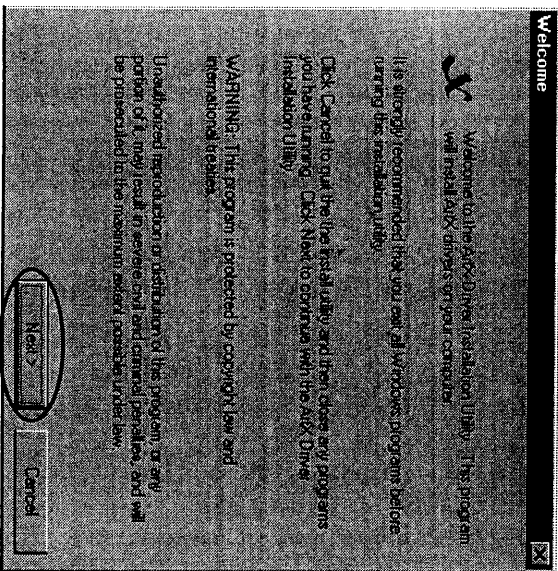 Welcome
Welcome to the AIX Driver Installation Utility. This program
will install AIX drivers on your computer.
It is strongly recommended that you exit all Windows programs before
running this installation utility.
Click Cancel to quit the the install utility and then close any programs
you have running. Click Next to continue with the AIX Driver
Installation Utility.
WARNING: This program is protected by copyright law and
international treaties.
Unauthorized reproduction or distribution of this program, or any
portion of it, may result in severe civil and criminal penalties, and will
be prosecuted to the maximum extent possible under law.
Next >
Cancel